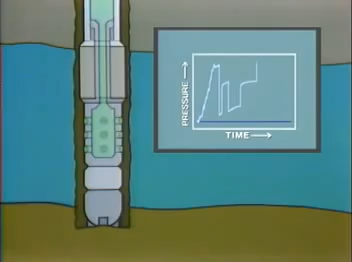 PRESSURE →
TIME →